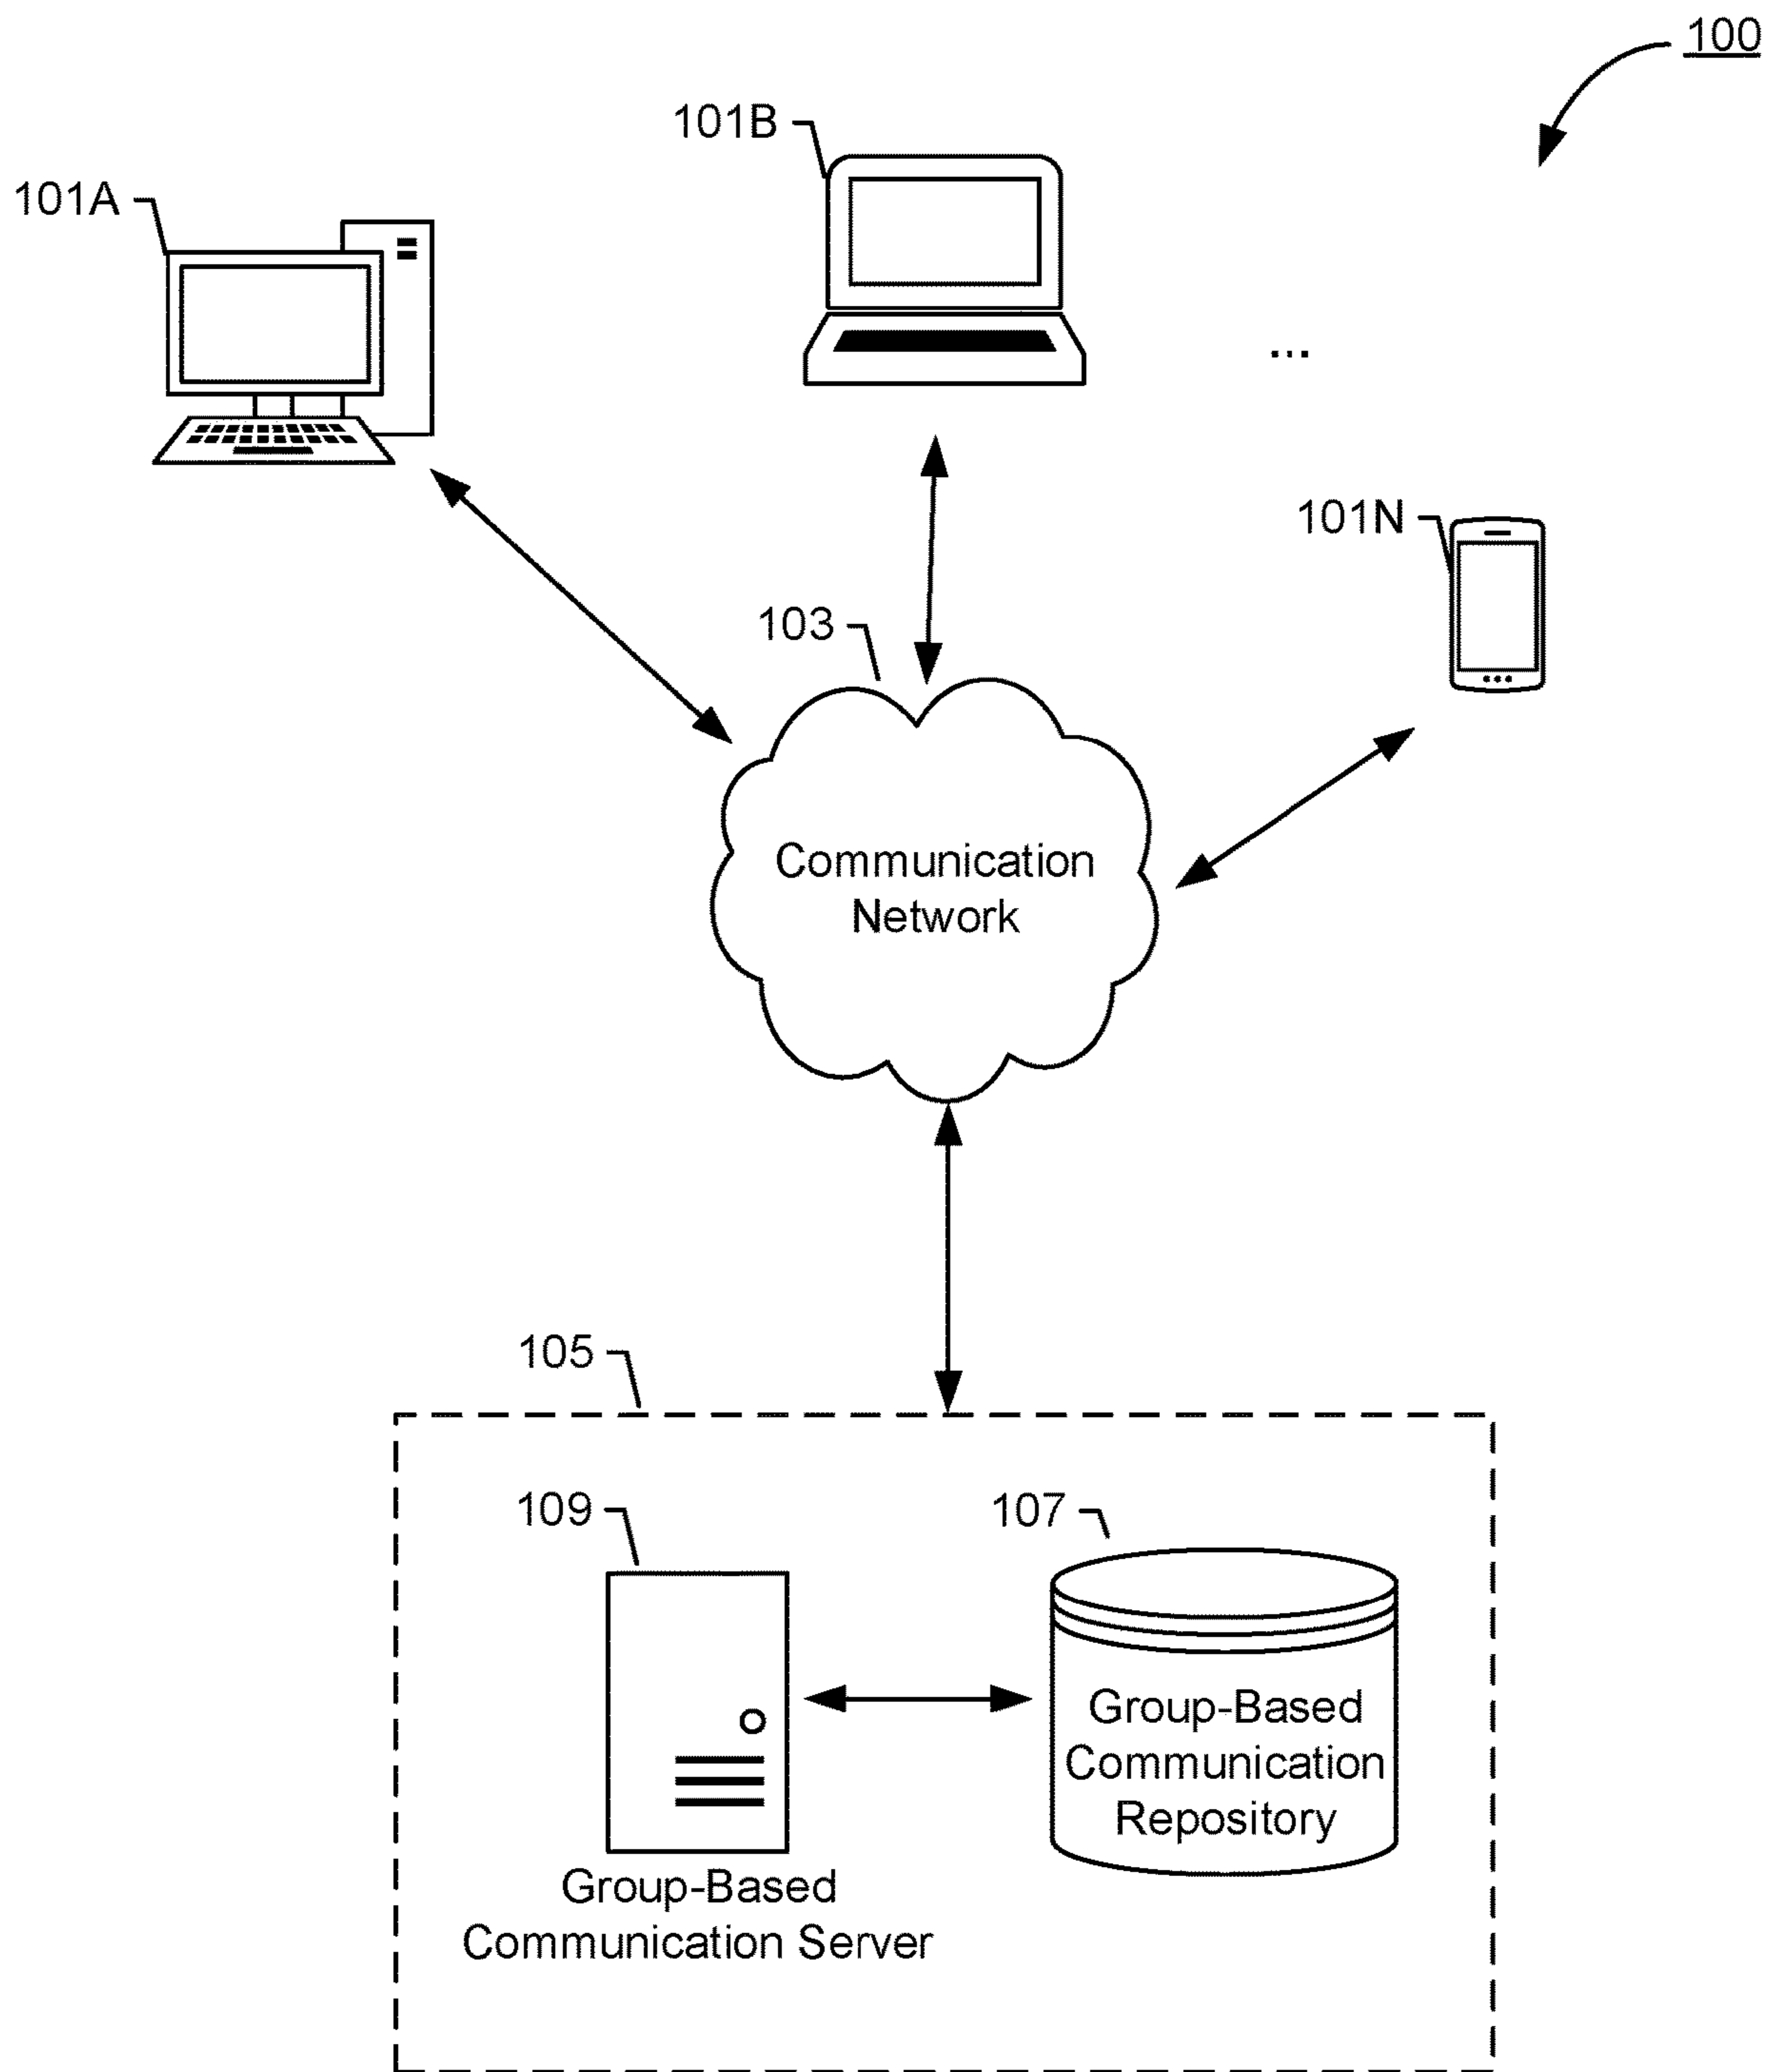 100
101B
101A
...
101N
103
Communication
Network
105
109
107
Group-Based
Communication
Repository
Group-Based
Communication Server